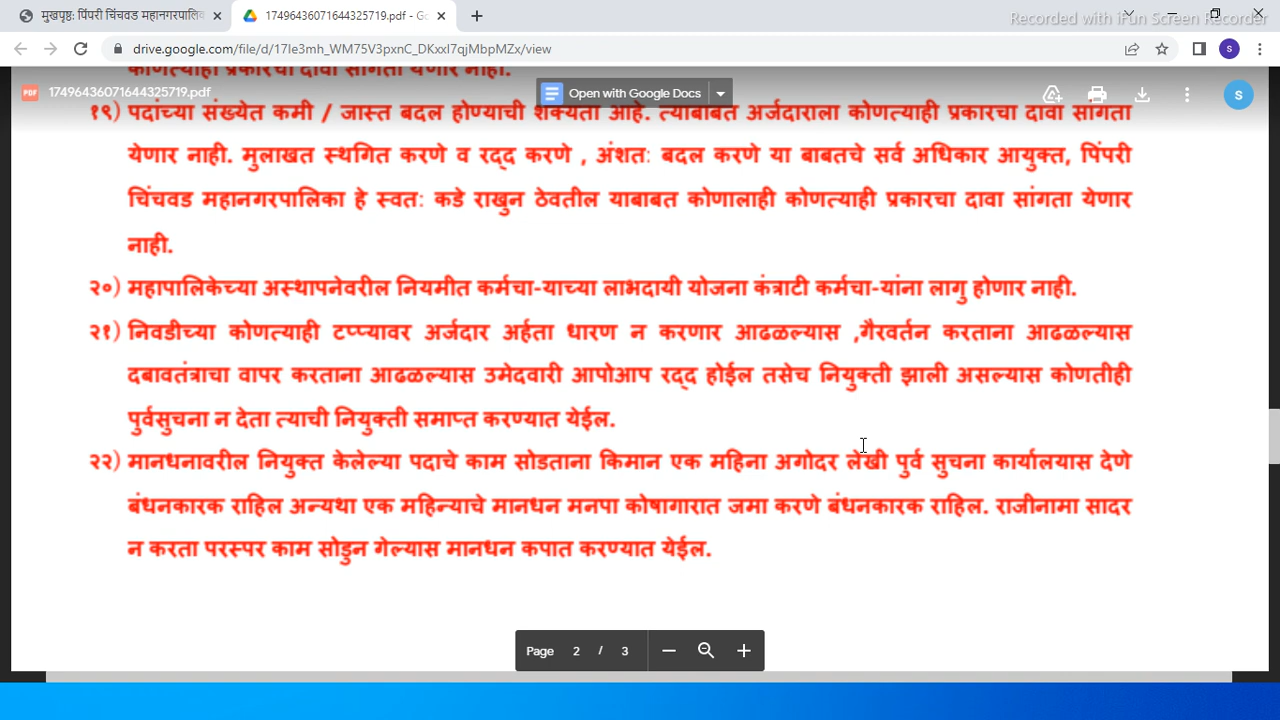 मुखपृष्ठ: पिंपरी चिंचवड महानगरपालि
17496436071644325719.pdf - Go
Recorded with iFun Screen Recorder
drive.google.com/file/d/17Ie3mh_WM75V3pxnC_DKxxI7qjMbpMZx/view
S
कोणत्याही प्रकारचा दावा सांगता येणार नाही.
PDF 17496436071644325719.pdf
Open with Google Docs
S
१९) पदांच्या संख्येत कमी / जास्त बदल होण्याची शक्यता आहे. त्याबाबत अर्जदाराला कोणत्याही प्रकारचा दावा सांगता
येणार नाही. मुलाखत स्थगित करणे व रद्द करणे , अंशत: बदल करणे या बाबतचे सर्व अधिकार आयुक्त, पिंपरी
चिंचवड महानगरपालिका हे स्वत: कडे राखुन ठेवतील याबाबत कोणालाही कोणत्याही प्रकारचा दावा सांगता येणार
नाही.
२०) महापालिकेच्या अस्थापनेवरील नियमीत कर्मचा-याच्या लाभदायी योजना कंत्राटी कर्मचा-यांना लागु होणार नाही.
२१) निवडीच्या कोणत्याही टप्प्यावर अर्जदार अर्हता धारण न करणार आढळल्यास ,गैरवर्तन करताना आढळल्यास
दबावतंत्राचा वापर करताना आढळल्यास उमेदवारी आपोआप रद्द होईल तसेच नियुक्ती झाली असल्यास कोणतीही
पुर्वसुचना न देता त्याची नियुक्ती समाप्त करण्यात येईल.
२२) मानधनावरील नियुक्त केलेल्या पदाचे काम सोडताना किमान एक महिना अगोदर लेखी पुर्व सुचना कार्यालयास देणे
बंधनकारक राहिल अन्यथा एक महिन्याचे मानधन मनपा कोषागारात जमा करणे बंधनकारक राहिल. राजीनामा सादर
न करता परस्पर काम सोडुन गेल्यास मानधन कपात करण्यात येईल.
Page 2 / 3